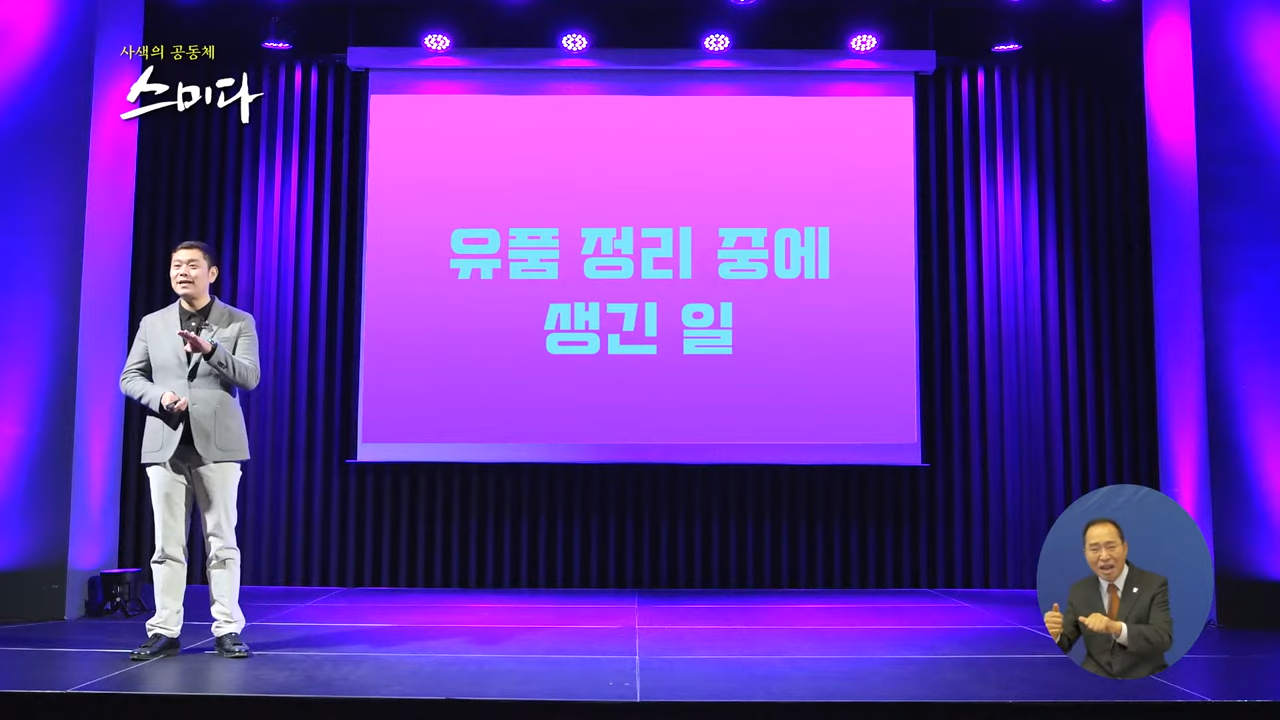 사색의 공동체
스미다
유품 정리 중에
생긴 일